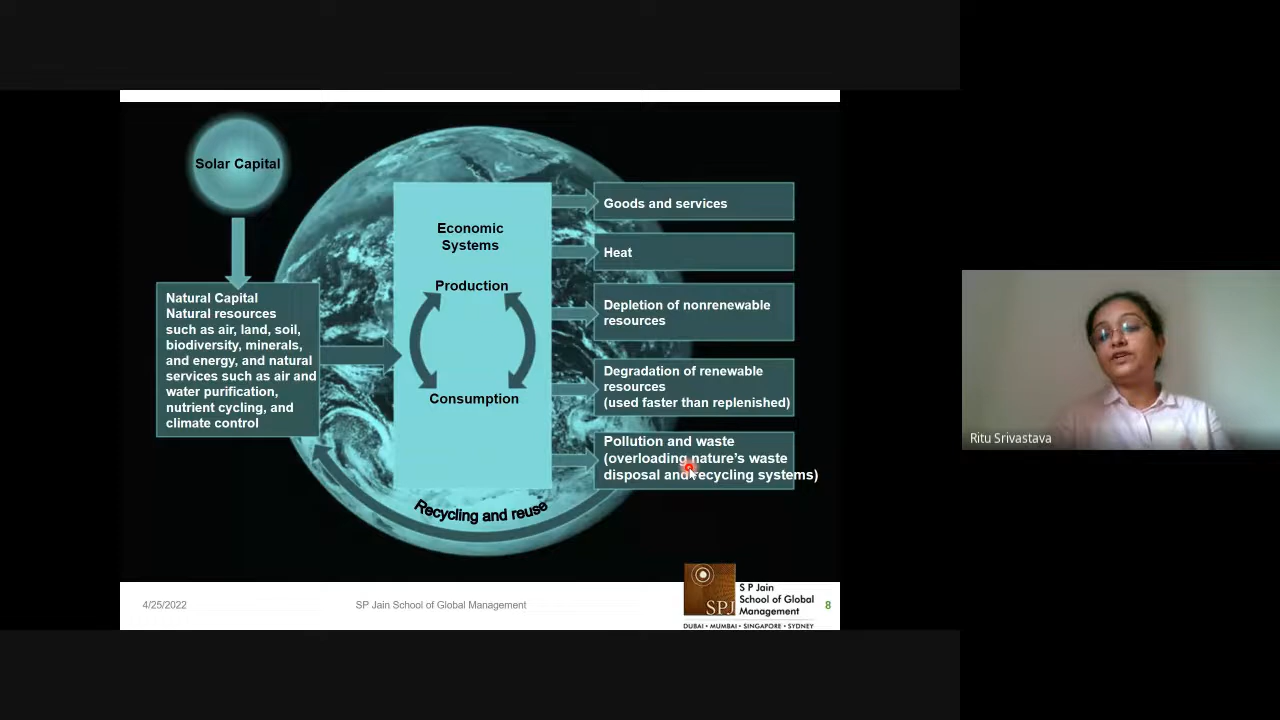 Solar Capital
Natural Capital
Natural resources
such as air, land, soil,
biodiversity, minerals,
and energy, and natural
services such as air and
water purification,
nutrient cycling, and
climate control
Economic
Systems
Production
Consumption
Goods and services
Heat
Depletion of nonrenewable
resources
Degradation of renewable
resources
(used faster than replenished)
Pollution and waste
(overloading nature's waste
disposal and recycling systems)
Recycling and reuse
4/25/2022
SP Jain School of Global Management
SPJ
S P Jain
School of Global
Management
DUBAI • MUMBAI • SINGAPORE • SYDNEY
8
Ritu Srivastava